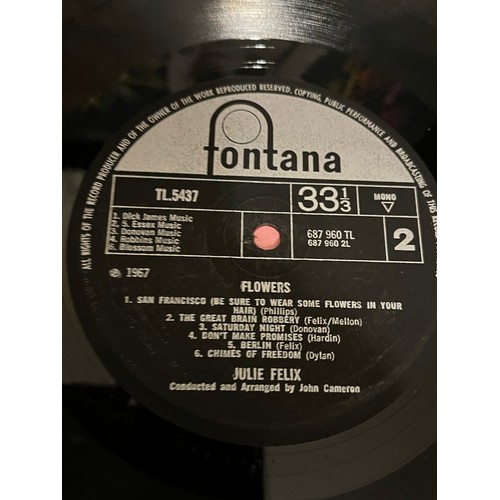 ALL RIGHTS OF THE RECORD PRODUCER AND OF THE OWNER OF THE WORK REPRODUCED RESERVED. COPYING, PUBLIC PERFORMANCE AND BROADCASTING OF THIS
fontana
TL.5437
33⅓
MONO
1. Dick James Music
2. 5. Essex Music
3. Donovan Music
4. Robbins Music
6. Blossom Music
687 960 TL
687 960 2L
2
℗ 1967
FLOWERS
1. SAN FRANCISCO (BE SURE TO WEAR SOME FLOWERS IN YOUR
HAIR) (Phillips)
2. THE GREAT BRAIN ROBBERY (Felix/Mellon)
3. SATURDAY NIGHT (Donovan)
4. DON'T MAKE PROMISES (Hardin)
5. BERLIN (Felix)
6. CHIMES OF FREEDOM (Dylan)
JULIE FELIX
Conducted and Arranged by John Cameron